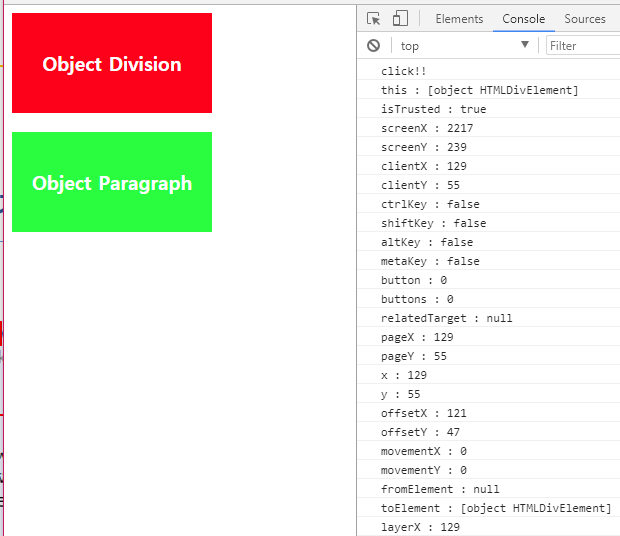 Object Division
Object Paragraph
Elements Console Sources
top Filter
click!!
this : [object HTMLDivElement]
isTrusted : true
screenX : 2217
screenY : 239
clientX : 129
clientY : 55
ctrlKey : false
shiftKey : false
altKey : false
metaKey : false
button : 0
buttons : 0
relatedTarget : null
pageX : 129
pageY : 55
x : 129
y : 55
offsetX : 121
offsetY : 47
movementX : 0
movementY : 0
fromElement : null
toElement : [object HTMLDivElement]
layerX : 129